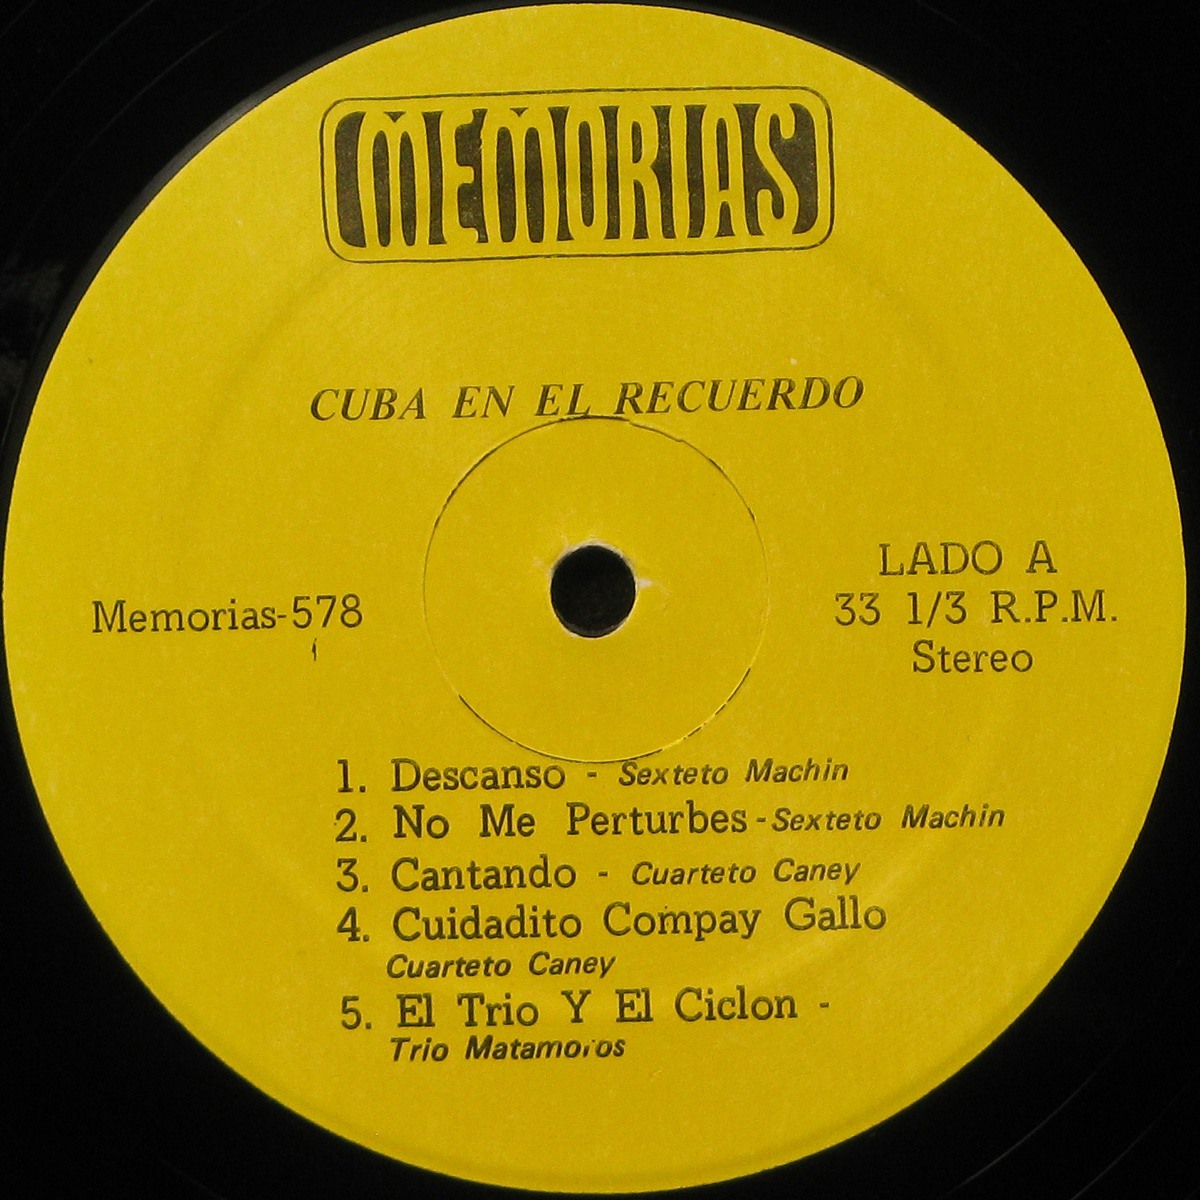 MEMORIAS
CUBA EN EL RECUERDO
Memorias-578
LADO A
33 1/3 R.P.M.
Stereo
1. Descanso - Sexteto Machin
2. No Me Perturbes - Sexteto Machin
3. Cantando - Cuarteto Caney
4. Cuidadito Compay Gallo
Cuarteto Caney
5. El Trio Y El Ciclon -
Trio Matamoros